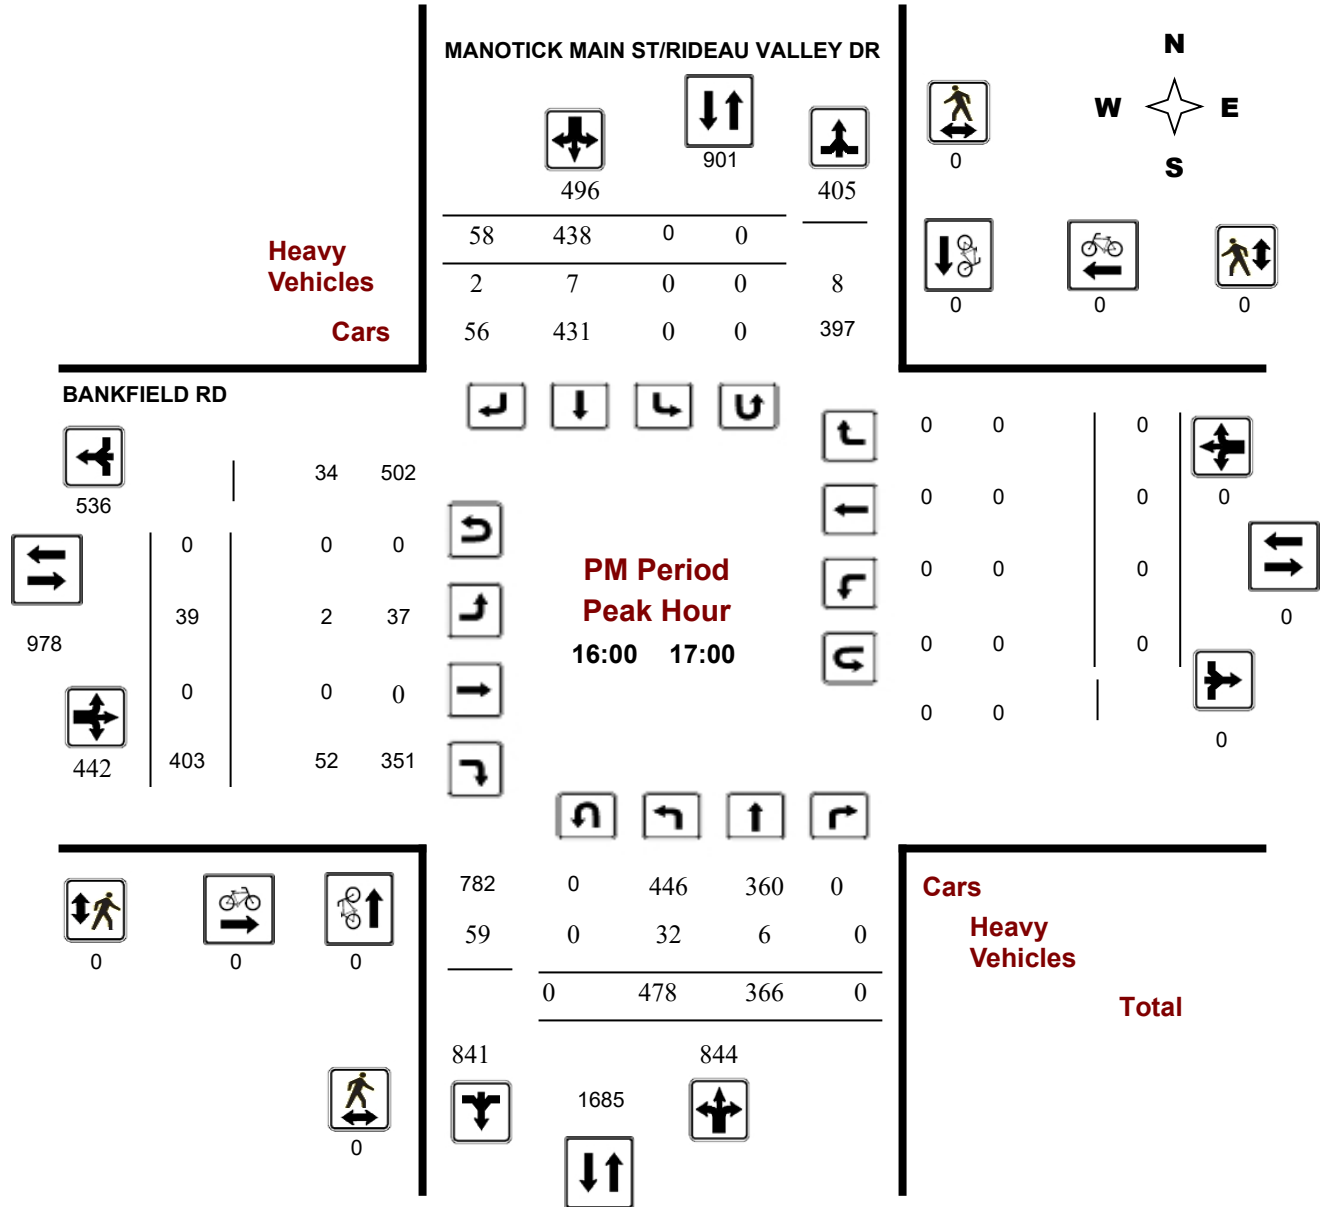 MANOTICK MAIN ST/RIDEAU VALLEY DR
N
W E
S
901
496 405
0
58 438 0 0
Heavy
Vehicles
2 7 0 0 8
Cars
56 431 0 0 397
0 0 0
BANKFIELD RD
34 502
536
0 0 0
39 2 37
978
0 0 0
442
403 52 351
PM Period
Peak Hour
16:00 17:00
0 0 0
0 0 0
0
0 0 0
0
0 0 0
0 0
0
782 0 446 360 0
59 0 32 6 0
0 478 366 0
841 844
1685
Cars
Heavy
Vehicles
Total
0 0 0
0